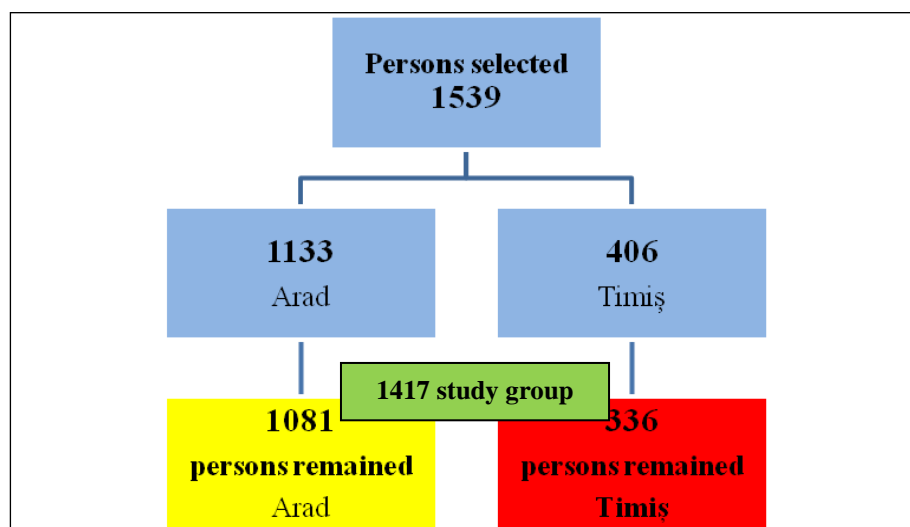 Persons selected
1539
1133
Arad
406
Timiș
1417 study group
1081
persons remained
Arad
336
persons remained
Timiș